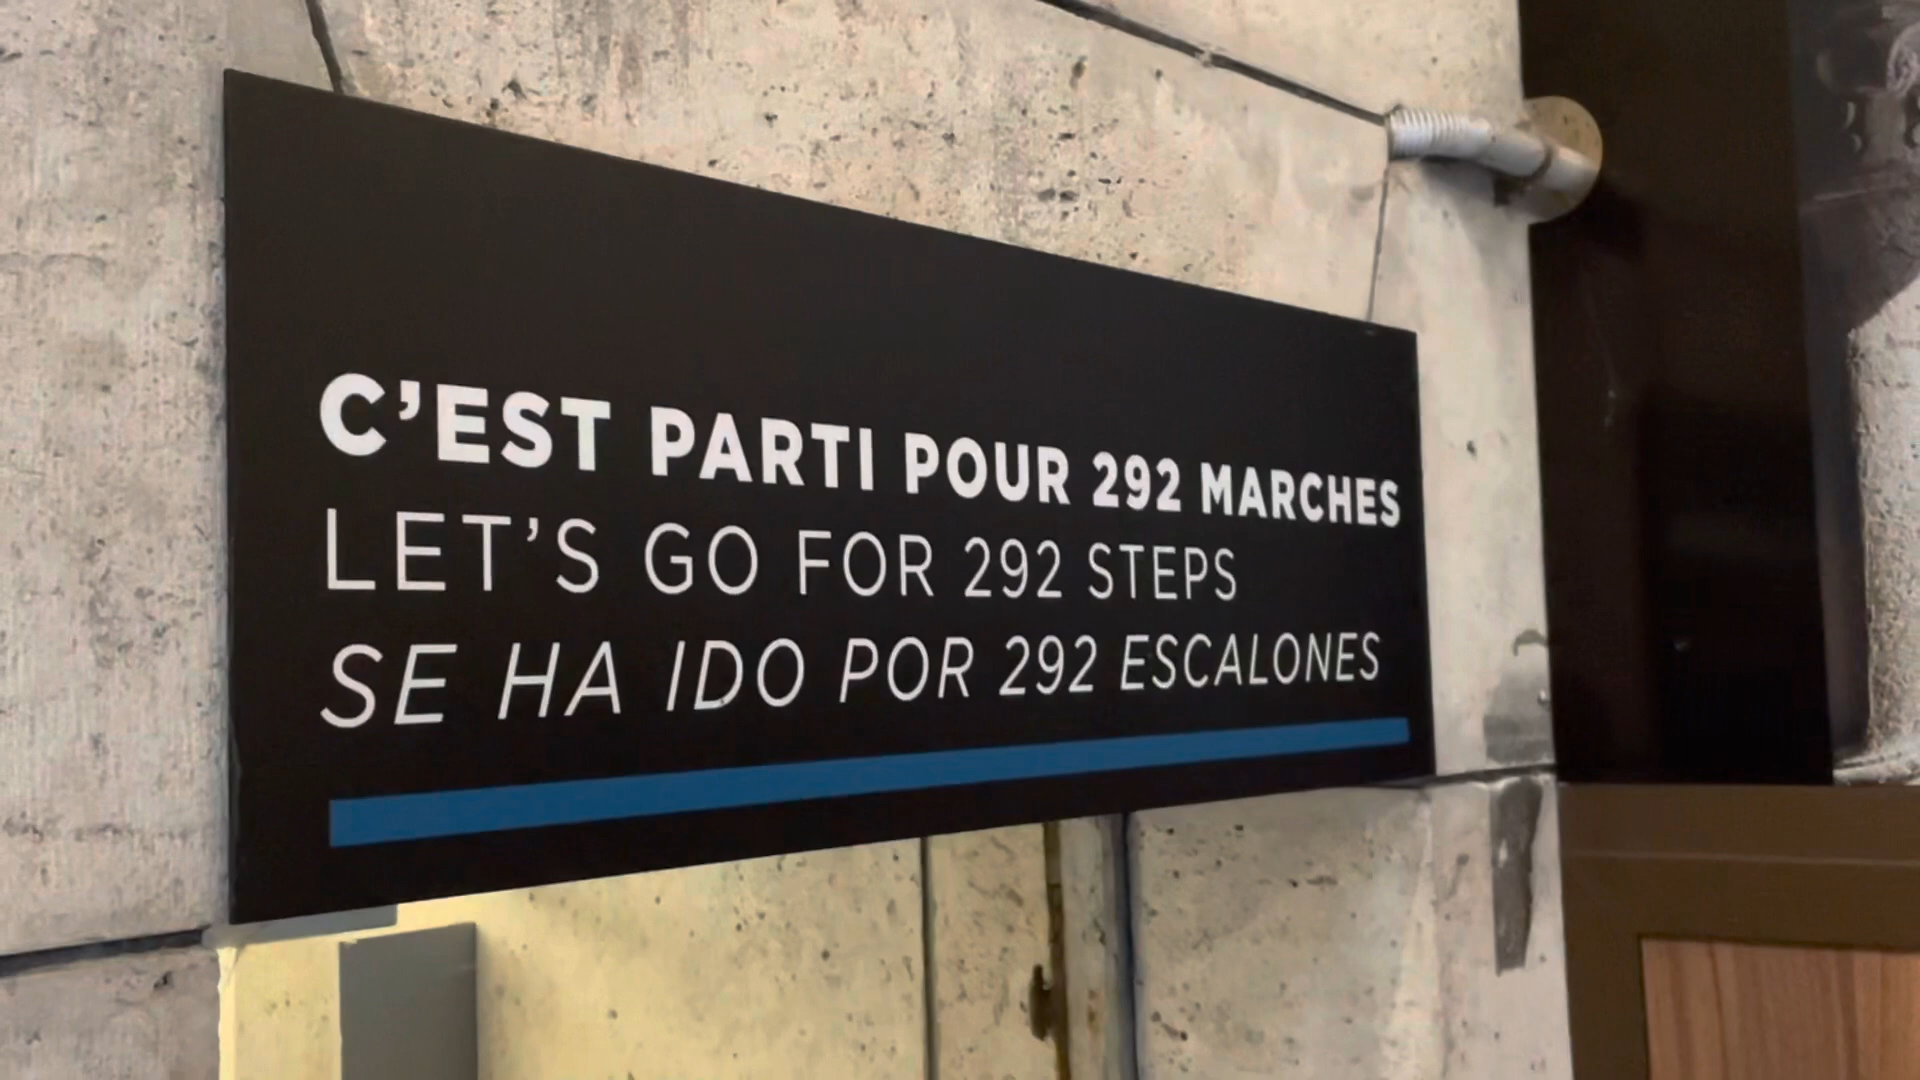 C'EST PARTI POUR 292 MARCHES
LET'S GO FOR 292 STEPS
SE HA IDO POR 292 ESCALONES